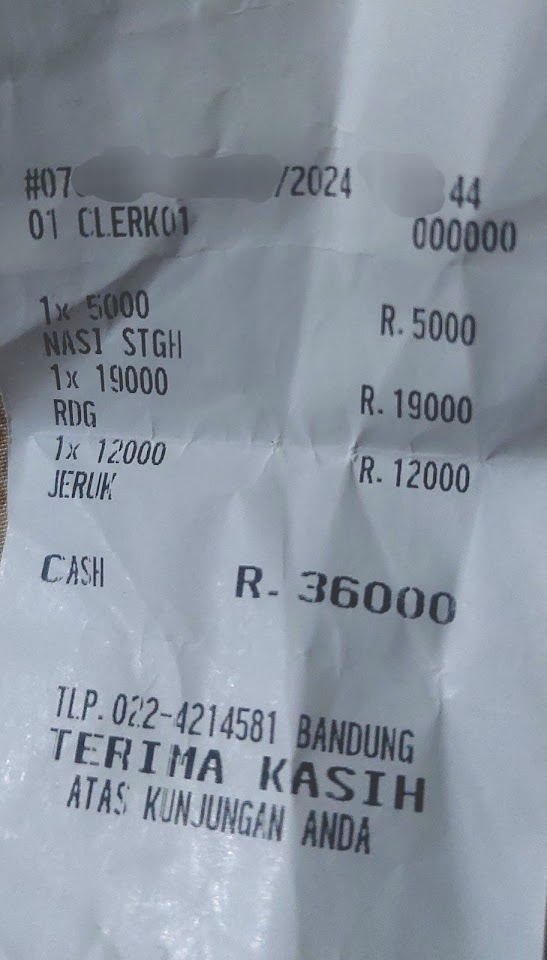 #07 /2024 44
01 CLERK01 000000
1x 5000 R. 5000
NASI STGH
1x 19000 R. 19000
RDG
1x 12000 R. 12000
JERUK
CASH R. 36000
TLP. 022-4214581 BANDUNG
TERIMA KASIH
ATAS KUNJUNGAN ANDA